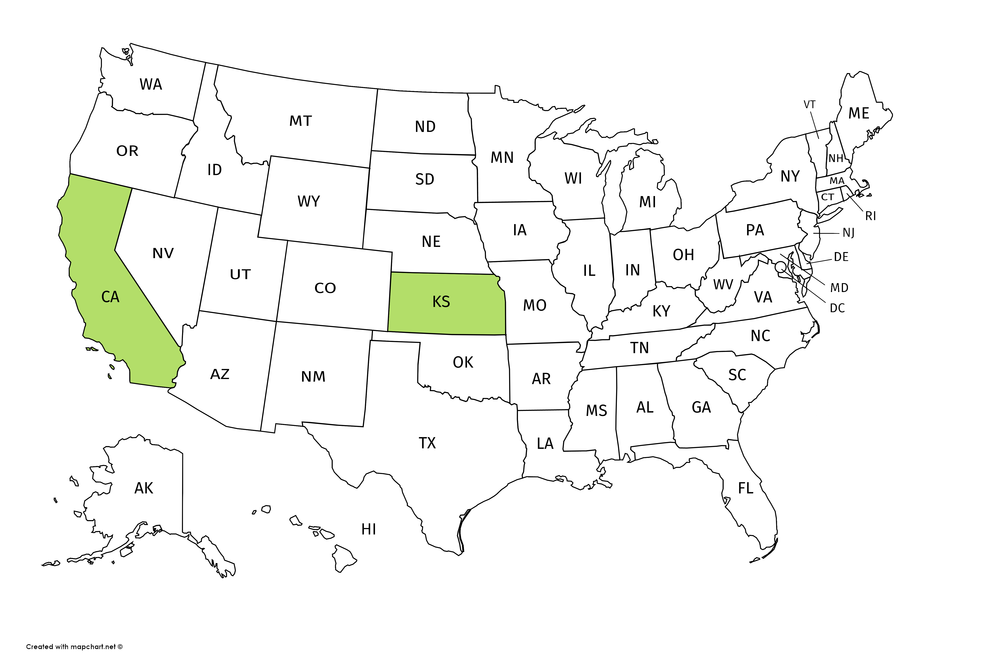 WA
MT
ND
VT
ME
OR
ID
MN
SD
WI
NH
NY
MA
WY
MI
CT
RI
IA
PA
NJ
NE
NV
OH
DE
UT
IL
IN
WV
MD
CO
CA
KS
MO
KY
VA
DC
NC
TN
OK
AZ
NM
AR
SC
MS
AL
GA
TX
LA
AK
FL
HI
Created with mapchart.net ©